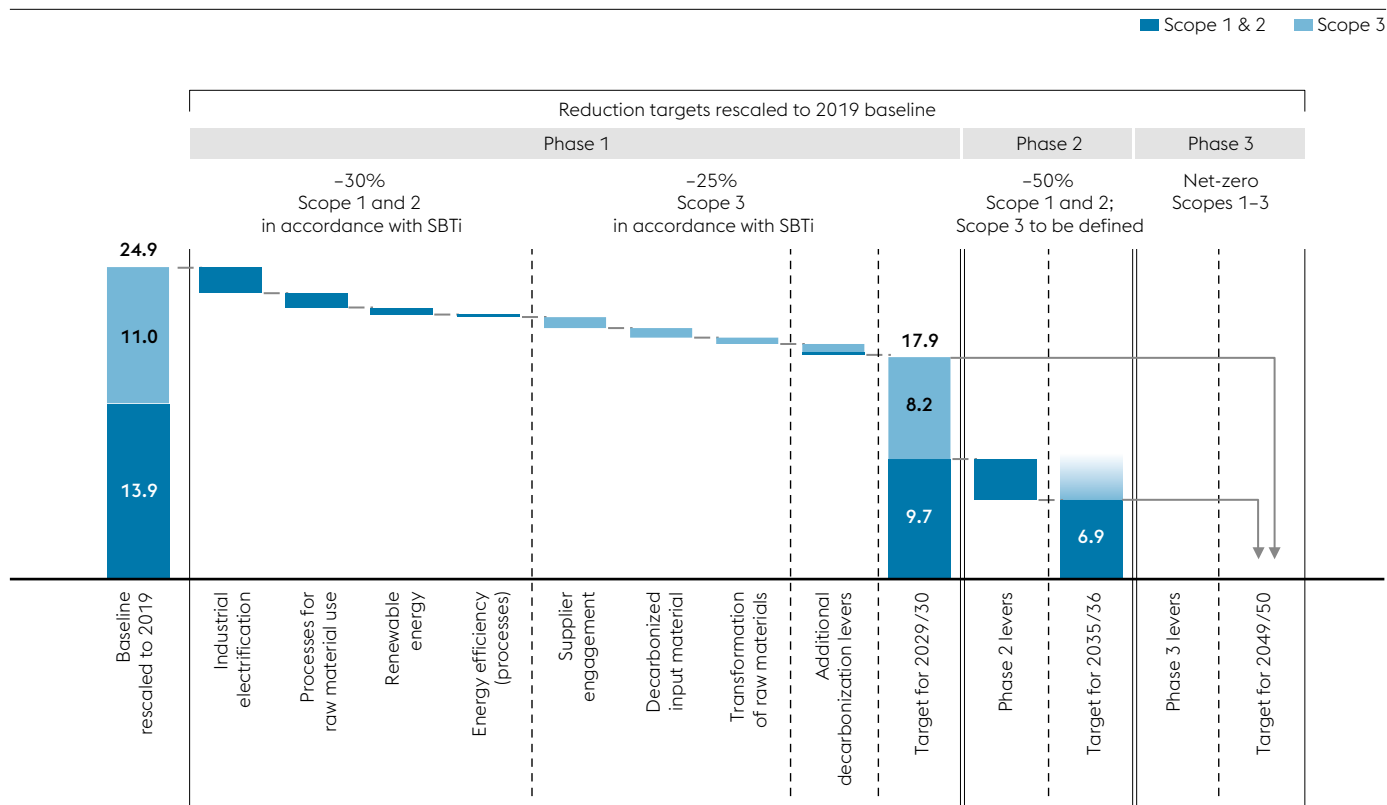 Scope 1 & 2
Scope 3
Reduction targets rescaled to 2019 baseline
Phase 1
Phase 2
Phase 3
–30%
Scope 1 and 2
in accordance with SBTi
–25%
Scope 3
in accordance with SBTi
–50%
Scope 1 and 2;
Scope 3 to be defined
Net-zero
Scopes 1–3
24.9
11.0
13.9
17.9
8.2
9.7
6.9
Baseline
rescaled to 2019
Industrial
electrification
Processes for
raw material use
Renewable
energy
Energy efficiency
(processes)
Supplier
engagement
Decarbonized
input material
Transformation
of raw materials
Additional
decarbonization levers
Target for 2029/30
Phase 2 levers
Target for 2035/36
Phase 3 levers
Target for 2049/50